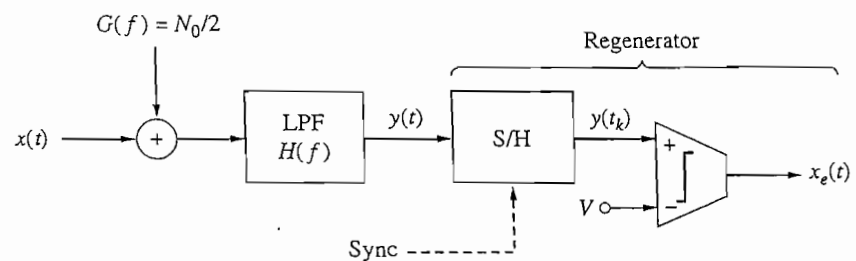 G(f) = N₀/2
Regenerator
x(t)
+
LPF
H(f)
y(t)
S/H
y(tₖ)
+
−
V
xₑ(t)
Sync